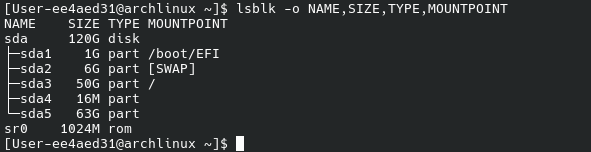 [User-ee4aed31@archlinux ~]$ lsblk -o NAME,SIZE,TYPE,MOUNTPOINT
NAME    SIZE TYPE MOUNTPOINT
sda     120G disk
├─sda1    1G part /boot/EFI
├─sda2    6G part [SWAP]
├─sda3   50G part /
├─sda4   16M part
└─sda5   63G part
sr0    1024M rom
[User-ee4aed31@archlinux ~]$